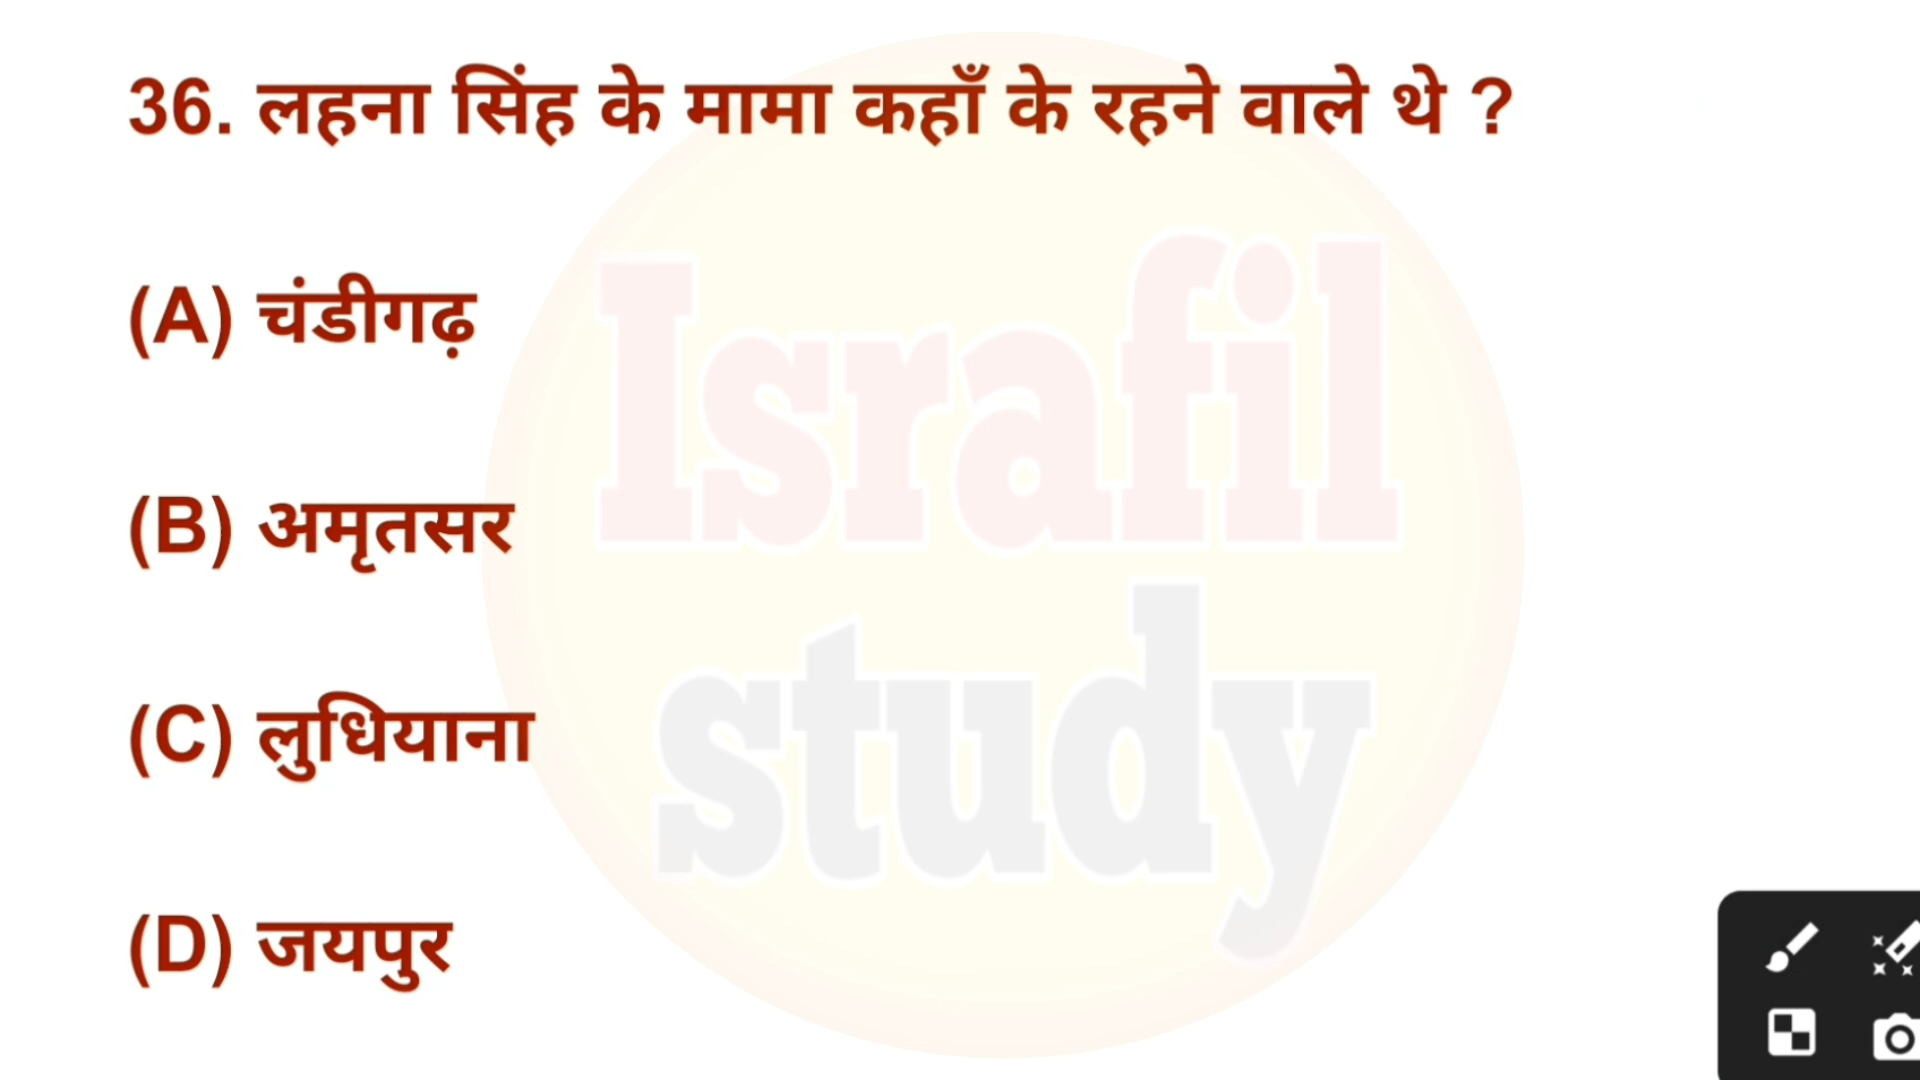 36. लहना सिंह के मामा कहाँ के रहने वाले थे ?
(A) चंडीगढ़
(B) अमृतसर
(C) लुधियाना
(D) जयपुर
Israfil
study